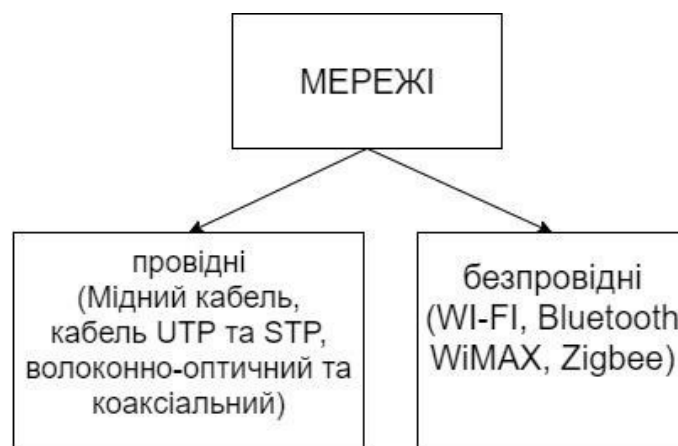 МЕРЕЖІ
провідні
(Мідний кабель,
кабель UTP та STP,
волоконно-оптичний та
коаксіальний)
безпровідні
(WI-FI, Bluetooth
WiMAX, Zigbee)